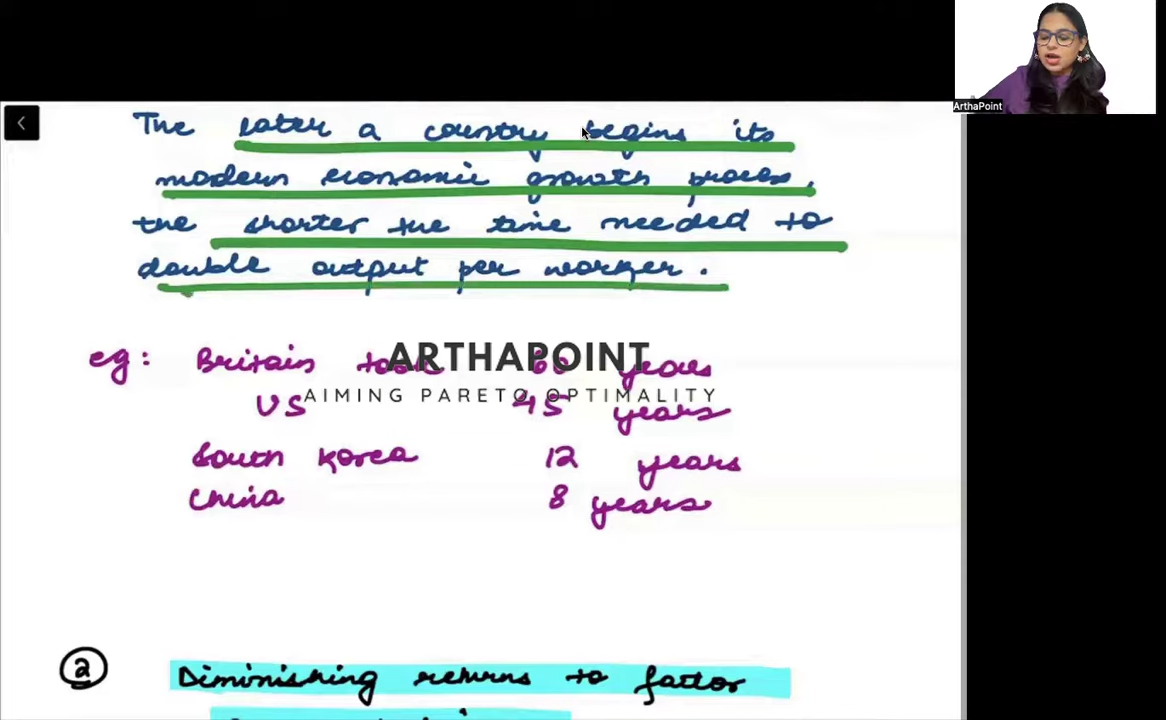 ArthaPoint
The later a country begins its
modern economic growth process,
the shorter the time needed to
double output per worker.
eg: Britain took 60 years
ARTHAPOINT
AIMING PARETO OPTIMALITY
US 45 years
South Korea 12 years
China 8 years
2 Diminishing returns to factor